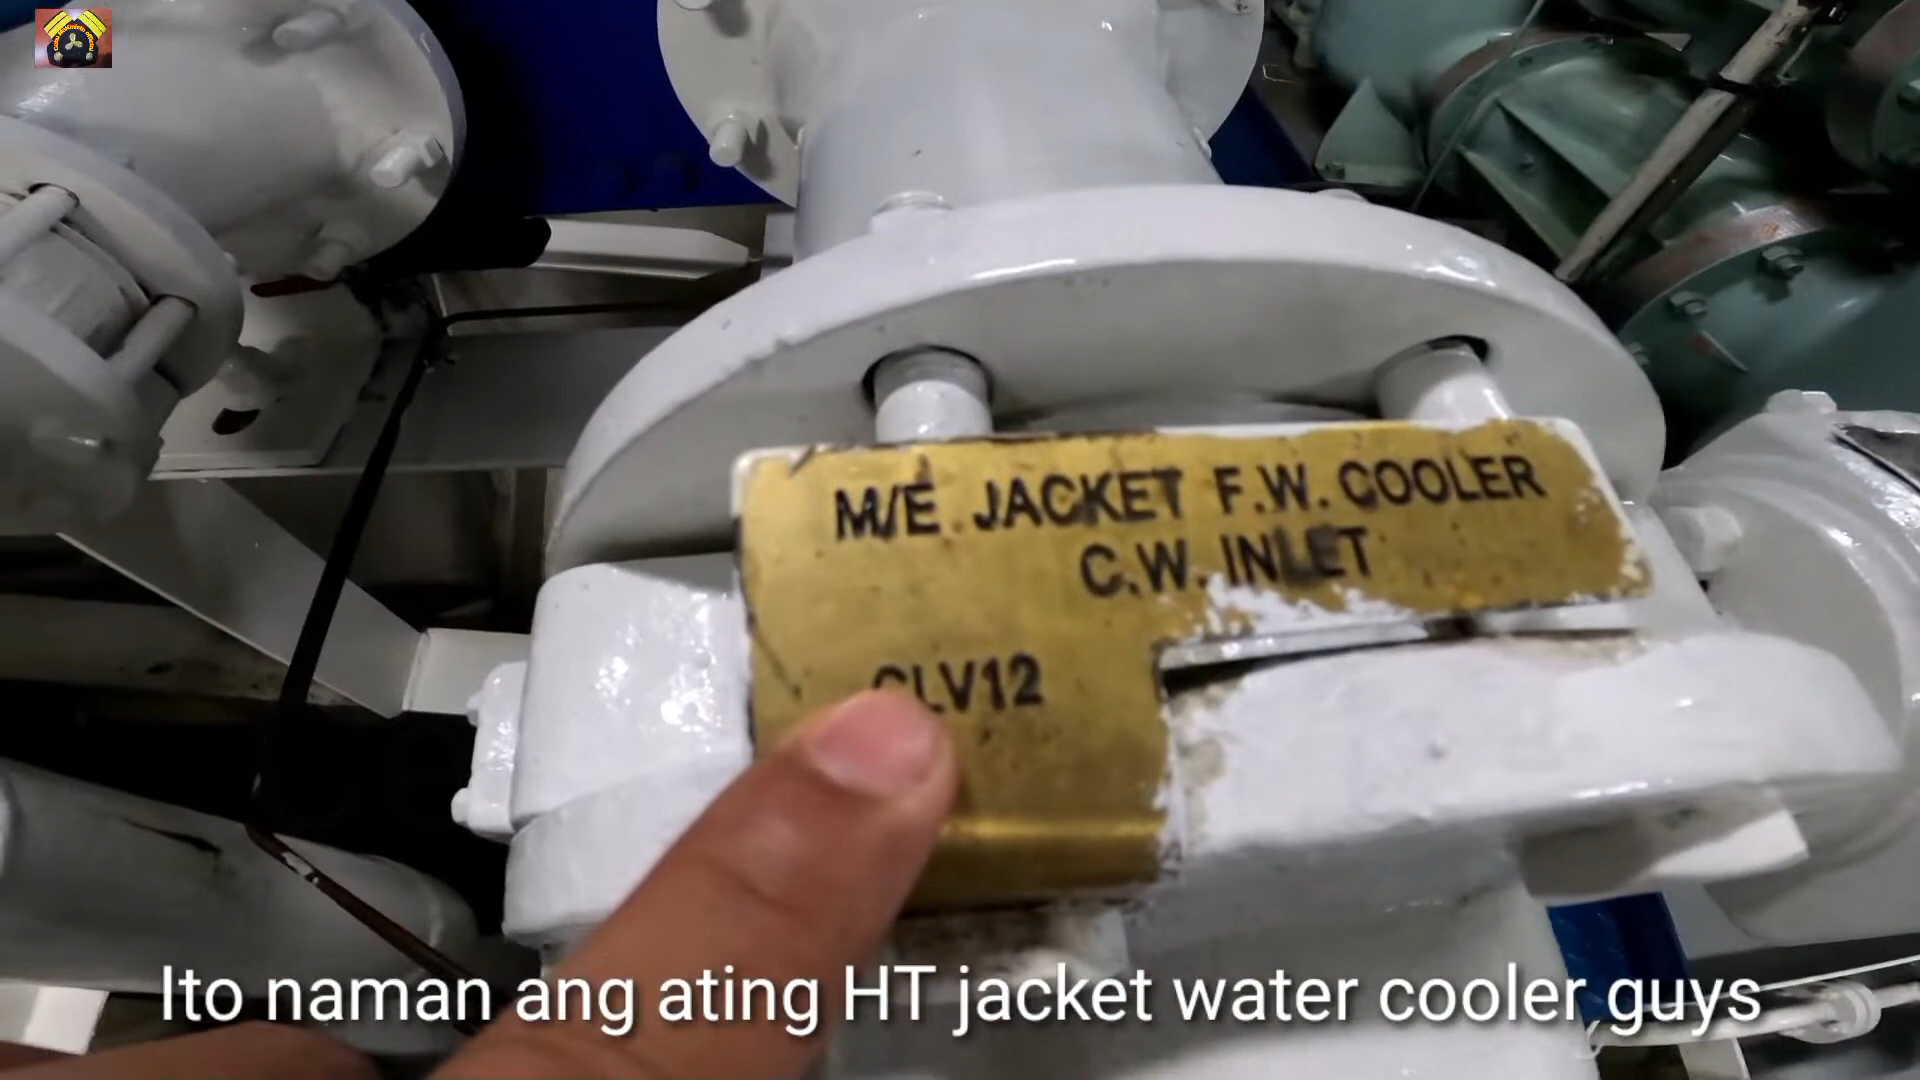 M/E JACKET F.W. COOLER
C.W. INLET
CLV12
Ito naman ang ating HT jacket water cooler guys